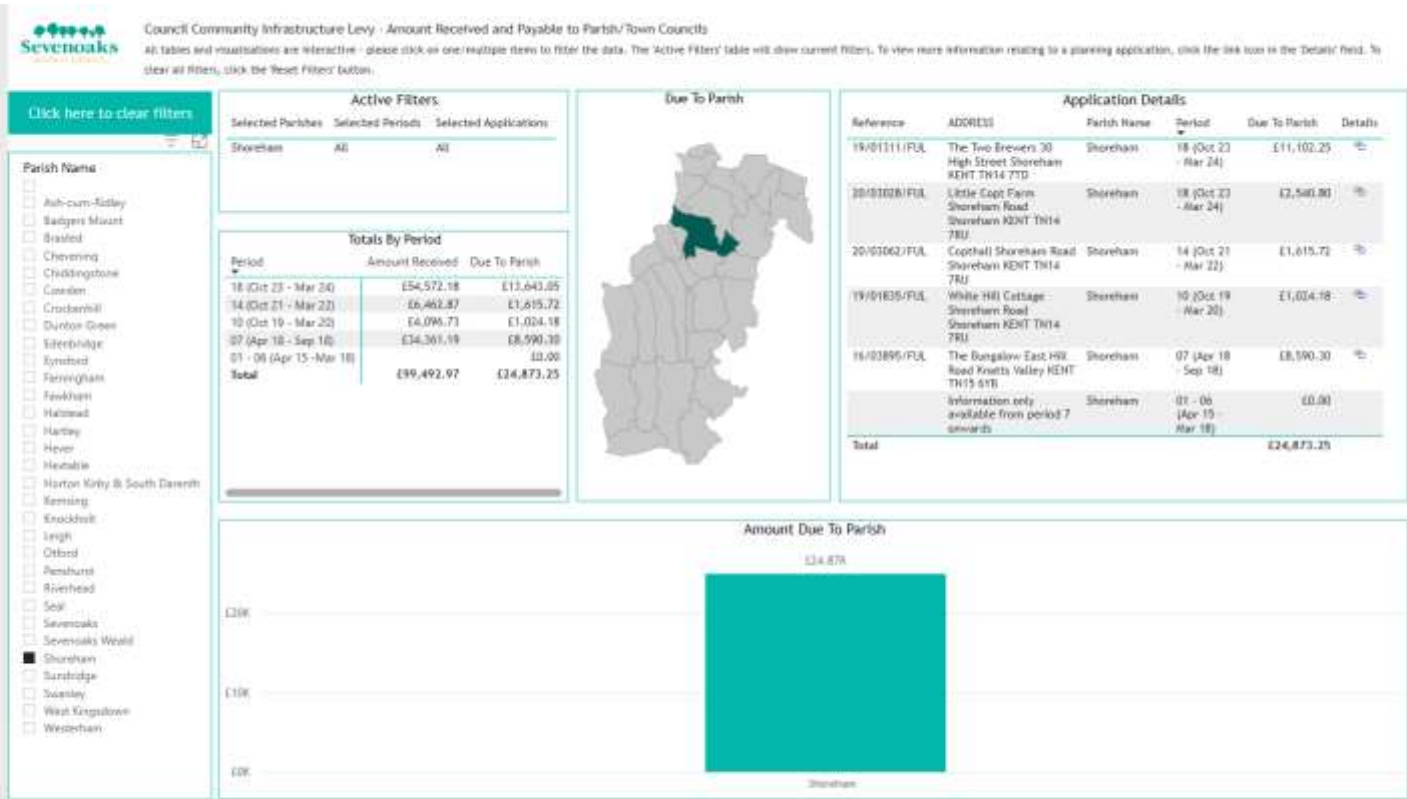 Sevenoaks
Council Community Infrastructure Levy - Amount Received and Payable to Parish/Town Councils
All tables and visualisations are interactive - please click on one/multiple items to filter the data. The 'Active Filters' table will show current filters. To view more information relating to a planning application, click the link icon in the 'Details' field. To
clear all filters, click the 'Reset Filters' button.
Click here to clear filters
Parish Name
Ash-cum-Ridley
Badgers Mount
Brasted
Chevening
Chiddingstone
Cowden
Crockenhill
Dunton Green
Edenbridge
Eynsford
Farningham
Fawkham
Halstead
Hartley
Hever
Hextable
Horton Kirby & South Darenth
Kemsing
Knockholt
Leigh
Otford
Penshurst
Riverhead
Seal
Sevenoaks
Sevenoaks Weald
Shoreham
Sundridge
Swanley
West Kingsdown
Westerham
Active Filters
Selected Parishes Selected Periods Selected Applications
Shoreham All All
Totals By Period
Period Amount Received Due To Parish
18 (Oct 23 - Mar 24) £54,572.18 £13,643.05
14 (Oct 21 - Mar 22) £6,462.87 £1,615.72
10 (Oct 19 - Mar 20) £4,096.73 £1,024.18
07 (Apr 18 - Sep 18) £34,361.19 £8,590.30
01 - 06 (Apr 15 -Mar 18) £0.00
Total £99,492.97 £24,873.25
Due To Parish
Application Details
Reference ADDRESS Parish Name Period Due To Parish Details
19/01311/FUL The Two Brewers 30 Shoreham 18 (Oct 23 £11,102.25
High Street Shoreham - Mar 24)
KENT TN14 7TD
20/03028/FUL Little Copt Farm Shoreham 18 (Oct 23 £2,540.80
Shoreham Road - Mar 24)
Shoreham KENT TN14
7RU
20/03062/FUL Copthall Shoreham Road Shoreham 14 (Oct 21 £1,615.72
Shoreham KENT TN14 - Mar 22)
7RU
19/01835/FUL White Hill Cottage Shoreham 10 (Oct 19 £1,024.18
Shoreham Road - Mar 20)
Shoreham KENT TN14
7RU
16/03895/FUL The Bungalow East Hill Shoreham 07 (Apr 18 £8,590.30
Road Knatts Valley KENT - Sep 18)
TN15 6YB
Information only Shoreham 01 - 06 £0.00
available from period 7 (Apr 15 -
onwards Mar 18)
Total £24,873.25
Amount Due To Parish
£24.87K
£20K
£10K
£0K
Shoreham